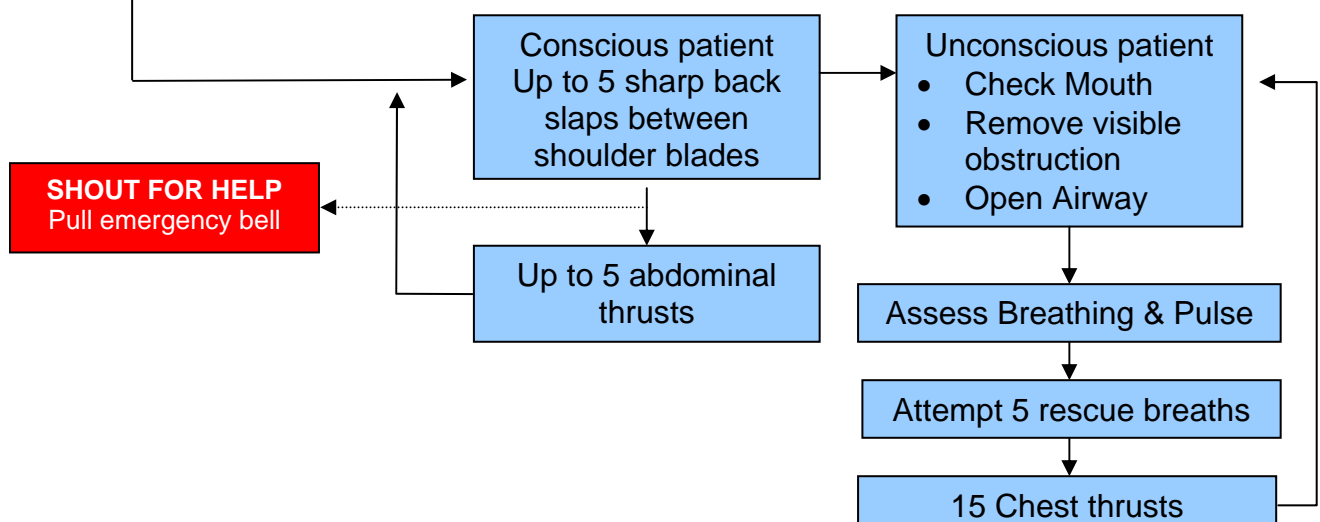 Conscious patient
Up to 5 sharp back
slaps between
shoulder blades
Unconscious patient
• Check Mouth
• Remove visible
obstruction
• Open Airway
SHOUT FOR HELP
Pull emergency bell
Up to 5 abdominal
thrusts
Assess Breathing & Pulse
Attempt 5 rescue breaths
15 Chest thrusts